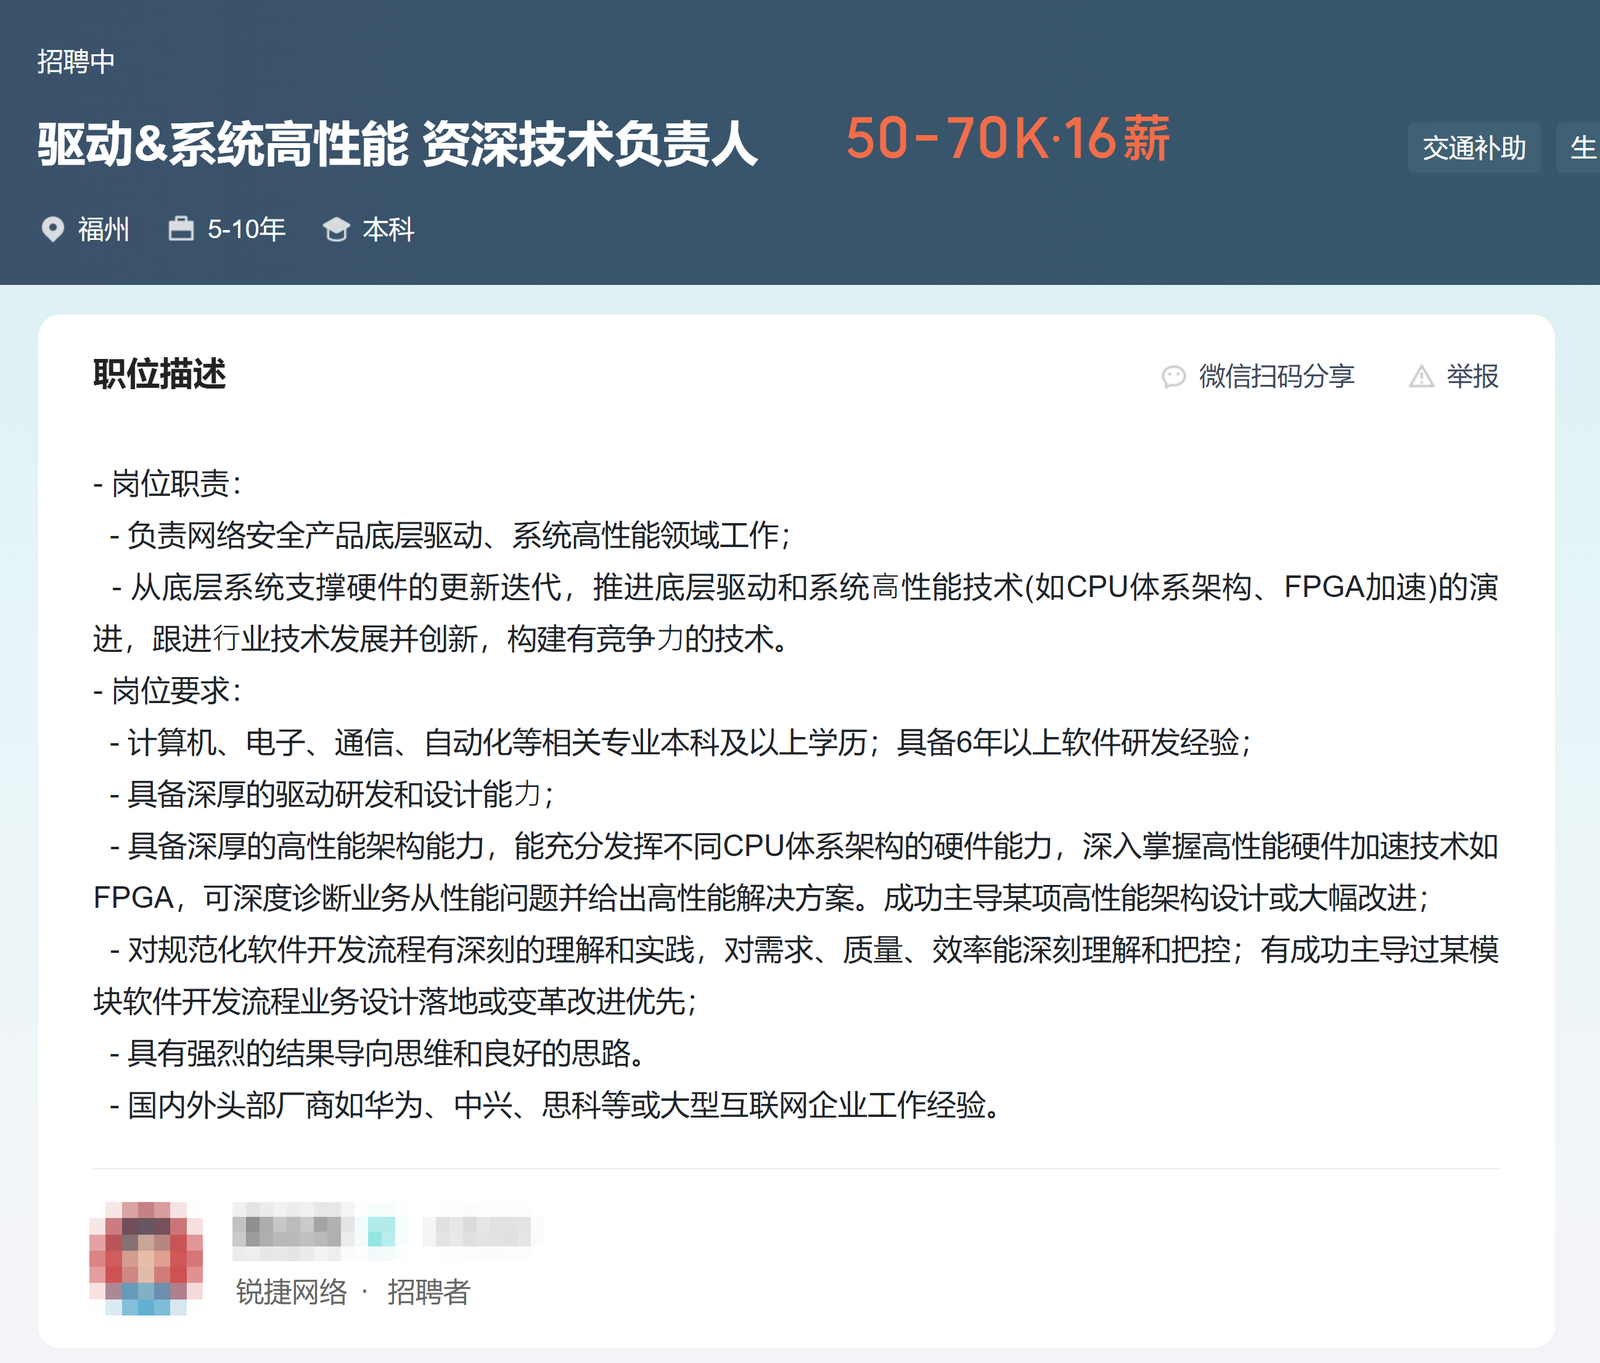 招聘中
驱动&系统高性能 资深技术负责人 50-70K·16薪
交通补助 生
福州 5-10年 本科
职位描述
微信扫码分享 举报
- 岗位职责：
- 负责网络安全产品底层驱动、系统高性能领域工作；
- 从底层系统支撑硬件的更新迭代，推进底层驱动和系统高性能技术(如CPU体系架构、FPGA加速)的演
进，跟进行业技术发展并创新，构建有竞争力的技术。
- 岗位要求：
- 计算机、电子、通信、自动化等相关专业本科及以上学历；具备6年以上软件研发经验；
- 具备深厚的驱动研发和设计能力；
- 具备深厚的高性能架构能力，能充分发挥不同CPU体系架构的硬件能力，深入掌握高性能硬件加速技术如
FPGA，可深度诊断业务从性能问题并给出高性能解决方案。成功主导某项高性能架构设计或大幅改进；
- 对规范化软件开发流程有深刻的理解和实践，对需求、质量、效率能深刻理解和把控；有成功主导过某模
块软件开发流程业务设计落地或变革改进优先；
- 具有强烈的结果导向思维和良好的思路。
- 国内外头部厂商如华为、中兴、思科等或大型互联网企业工作经验。
锐捷网络 · 招聘者